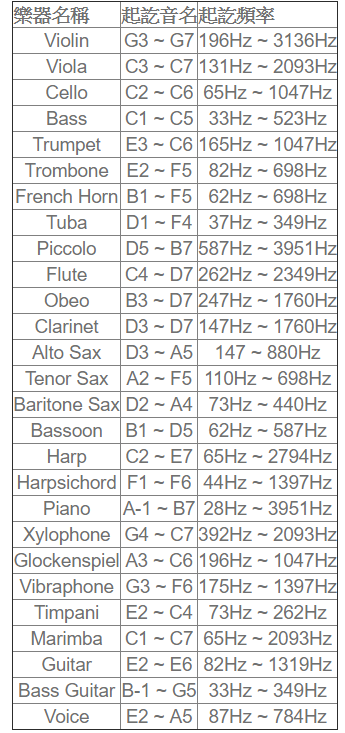 樂器名稱 起訖音名 起訖頻率
Violin G3 ~ G7 196Hz ~ 3136Hz
Viola C3 ~ C7 131Hz ~ 2093Hz
Cello C2 ~ C6 65Hz ~ 1047Hz
Bass C1 ~ C5 33Hz ~ 523Hz
Trumpet E3 ~ C6 165Hz ~ 1047Hz
Trombone E2 ~ F5 82Hz ~ 698Hz
French Horn B1 ~ F5 62Hz ~ 698Hz
Tuba D1 ~ F4 37Hz ~ 349Hz
Piccolo D5 ~ B7 587Hz ~ 3951Hz
Flute C4 ~ D7 262Hz ~ 2349Hz
Obeo B3 ~ D7 247Hz ~ 1760Hz
Clarinet D3 ~ D7 147Hz ~ 1760Hz
Alto Sax D3 ~ A5 147 ~ 880Hz
Tenor Sax A2 ~ F5 110Hz ~ 698Hz
Baritone Sax D2 ~ A4 73Hz ~ 440Hz
Bassoon B1 ~ D5 62Hz ~ 587Hz
Harp C2 ~ E7 65Hz ~ 2794Hz
Harpsichord F1 ~ F6 44Hz ~ 1397Hz
Piano A-1 ~ B7 28Hz ~ 3951Hz
Xylophone G4 ~ C7 392Hz ~ 2093Hz
Glockenspiel A3 ~ C6 196Hz ~ 1047Hz
Vibraphone G3 ~ F6 175Hz ~ 1397Hz
Timpani E2 ~ C4 73Hz ~ 262Hz
Marimba C1 ~ C7 65Hz ~ 2093Hz
Guitar E2 ~ E6 82Hz ~ 1319Hz
Bass Guitar B-1 ~ G5 33Hz ~ 349Hz
Voice E2 ~ A5 87Hz ~ 784Hz